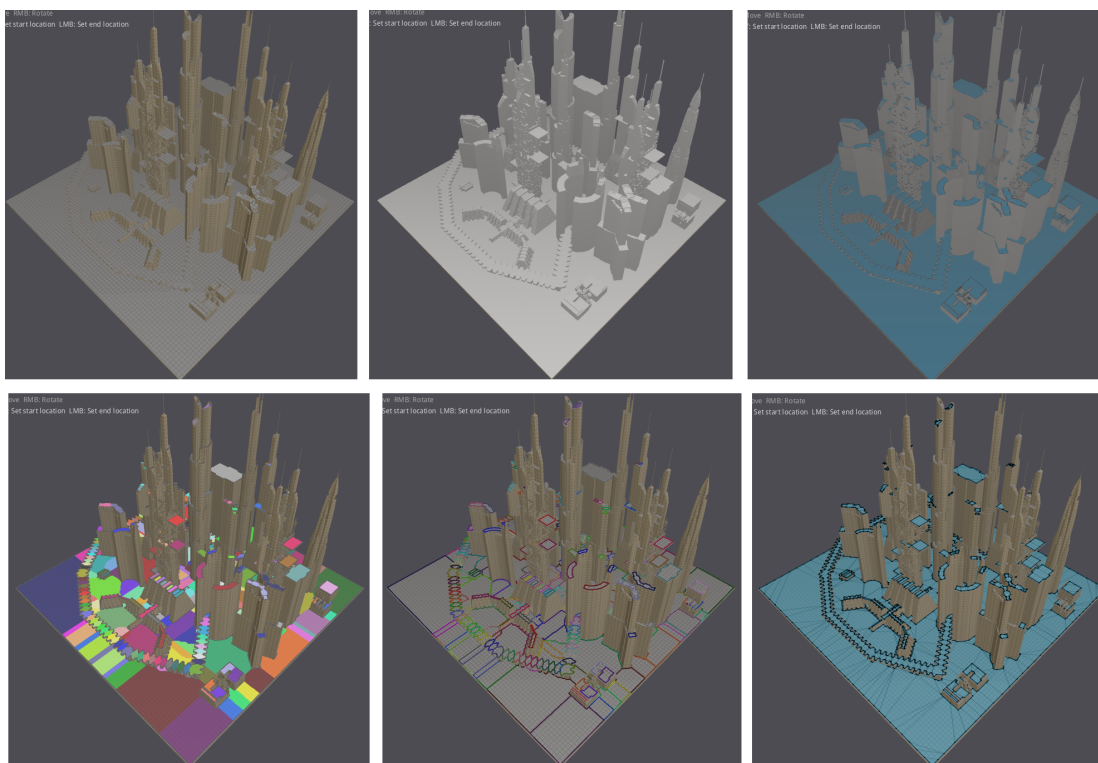 ove RMB: Rotate
et start location LMB: Set end location
ove RMB: Rotate
: Set start location LMB: Set end location
ove RMB: Rotate
: Set start location LMB: Set end location
ove RMB: Rotate
Set start location LMB: Set end location
ove RMB: Rotate
Set start location LMB: Set end location
ove RMB: Rotate
Set start location LMB: Set end location